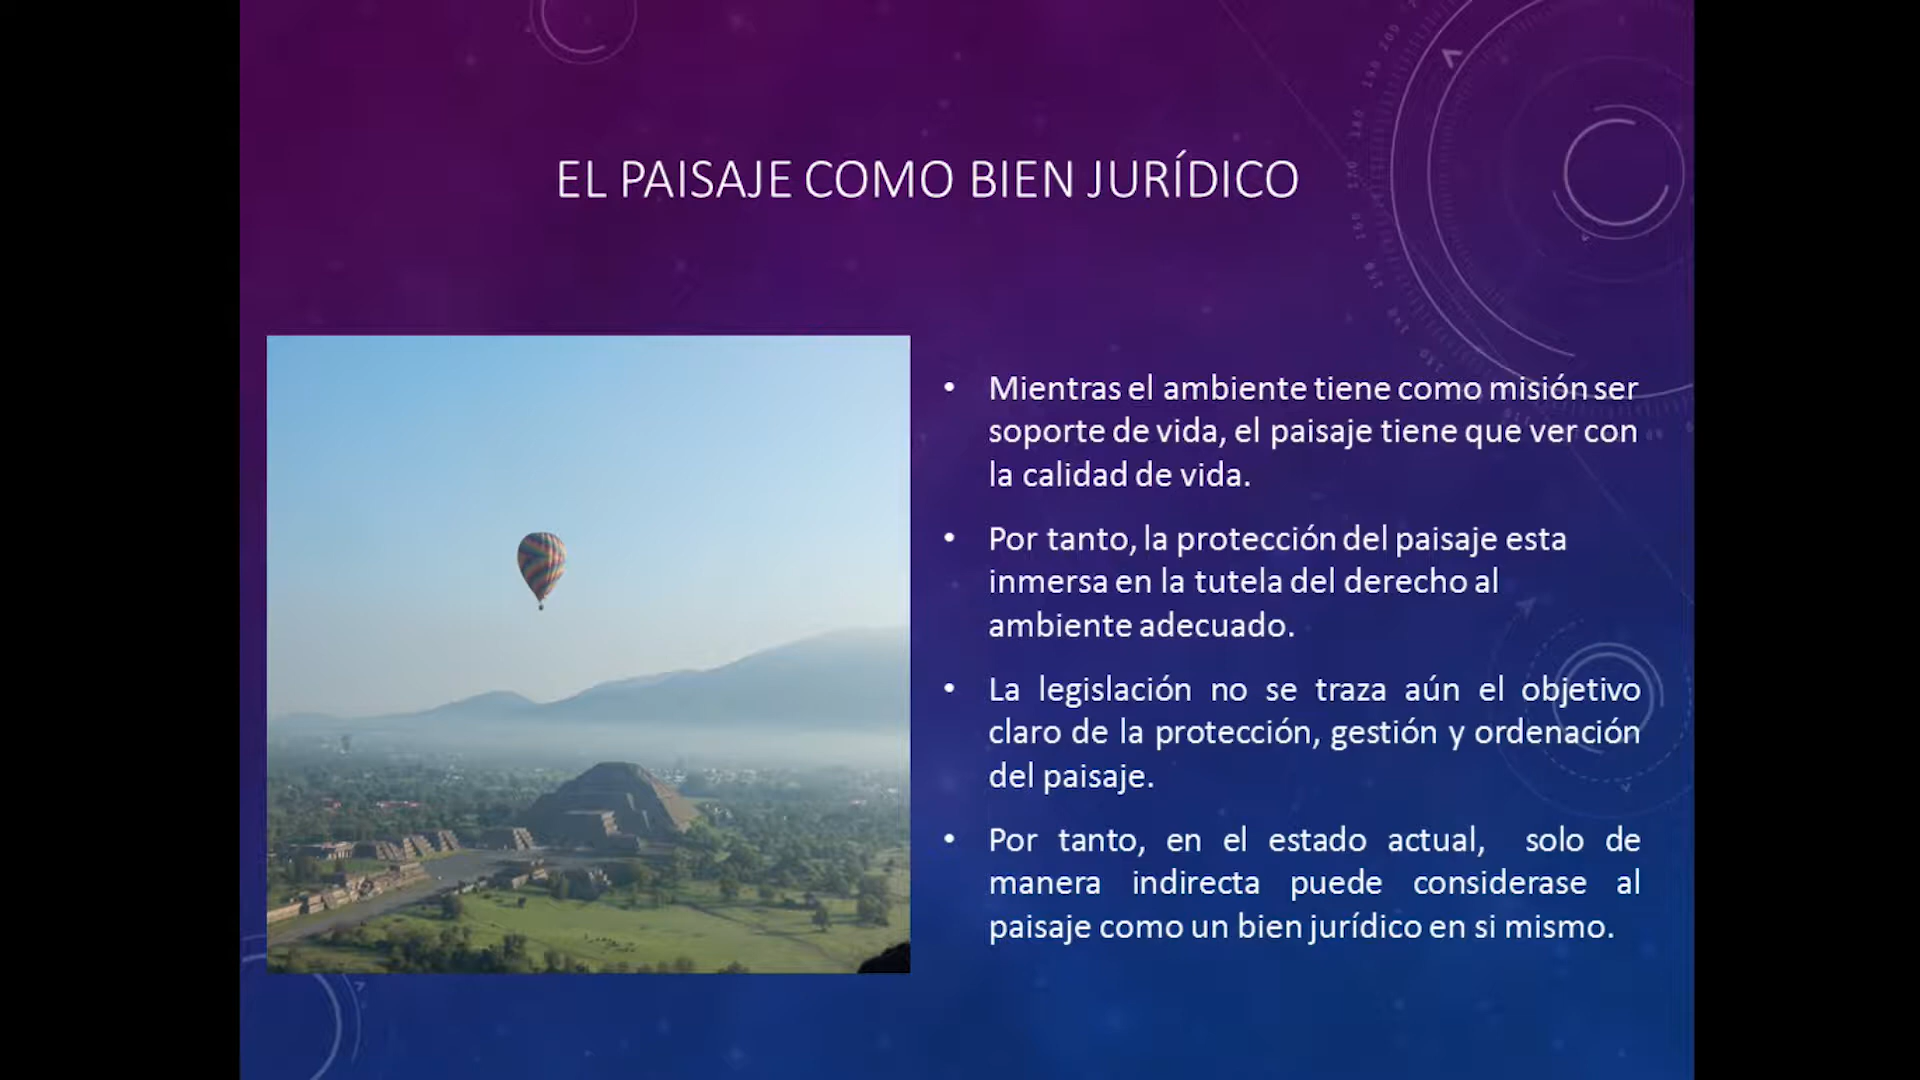 EL PAISAJE COMO BIEN JURÍDICO
• Mientras el ambiente tiene como misión ser
soporte de vida, el paisaje tiene que ver con
la calidad de vida.
• Por tanto, la protección del paisaje esta
inmersa en la tutela del derecho al
ambiente adecuado.
• La legislación no se traza aún el objetivo
claro de la protección, gestión y ordenación
del paisaje.
• Por tanto, en el estado actual, solo de
manera indirecta puede considerase al
paisaje como un bien jurídico en si mismo.